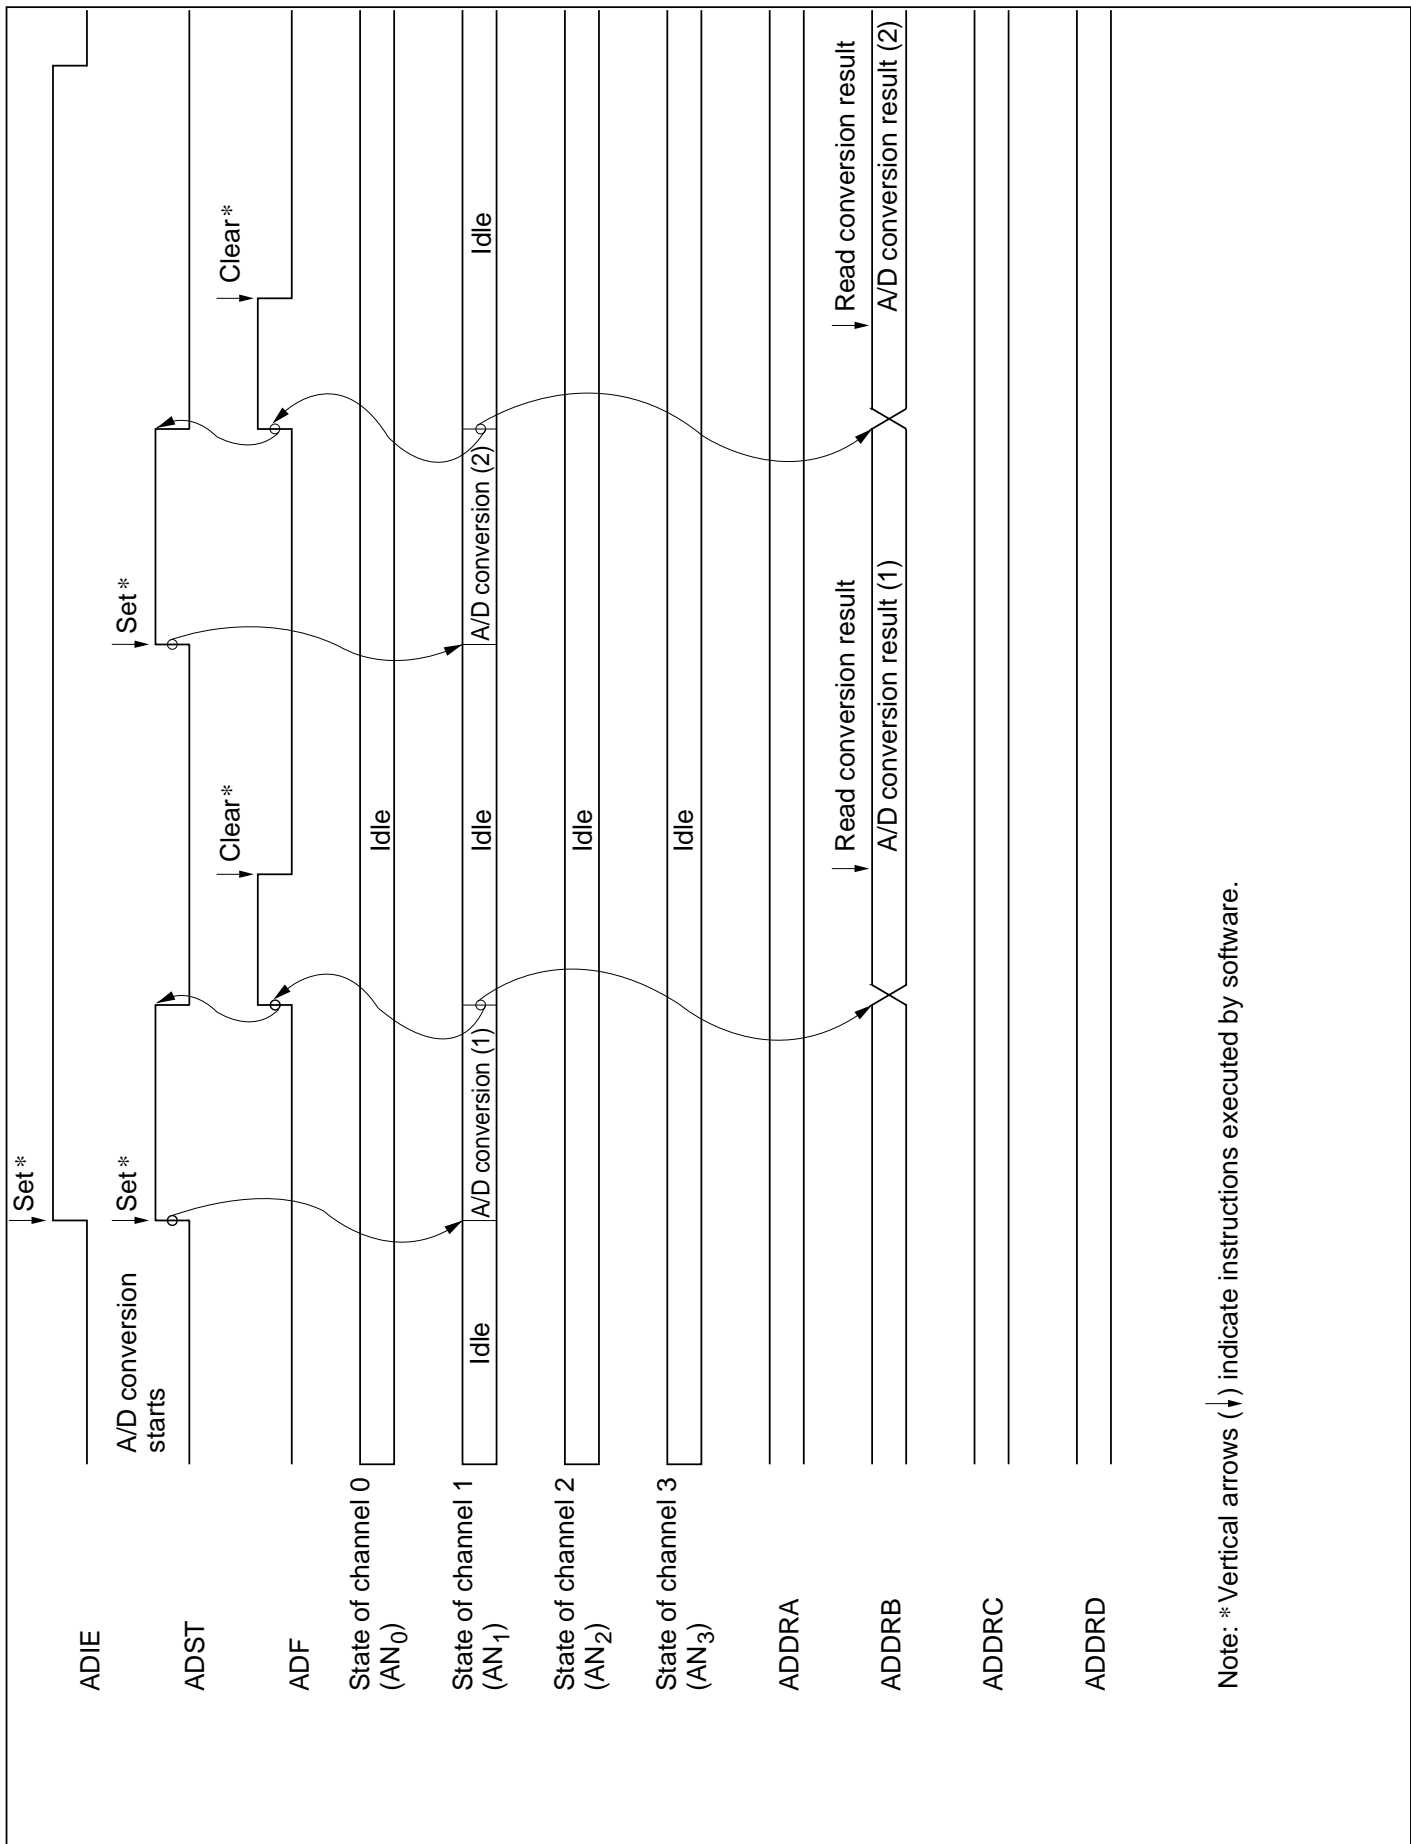 Set*
ADIE
A/D conversion
starts
Set*
Set*
ADST
Clear*
Clear*
ADF
State of channel 0
(AN0)
Idle
State of channel 1
(AN1)
Idle
A/D conversion (1)
Idle
A/D conversion (2)
Idle
State of channel 2
(AN2)
Idle
State of channel 3
(AN3)
Idle
ADDRA
Read conversion result
Read conversion result
ADDRB
A/D conversion result (1)
A/D conversion result (2)
ADDRC
ADDRD
Note: * Vertical arrows (↓) indicate instructions executed by software.